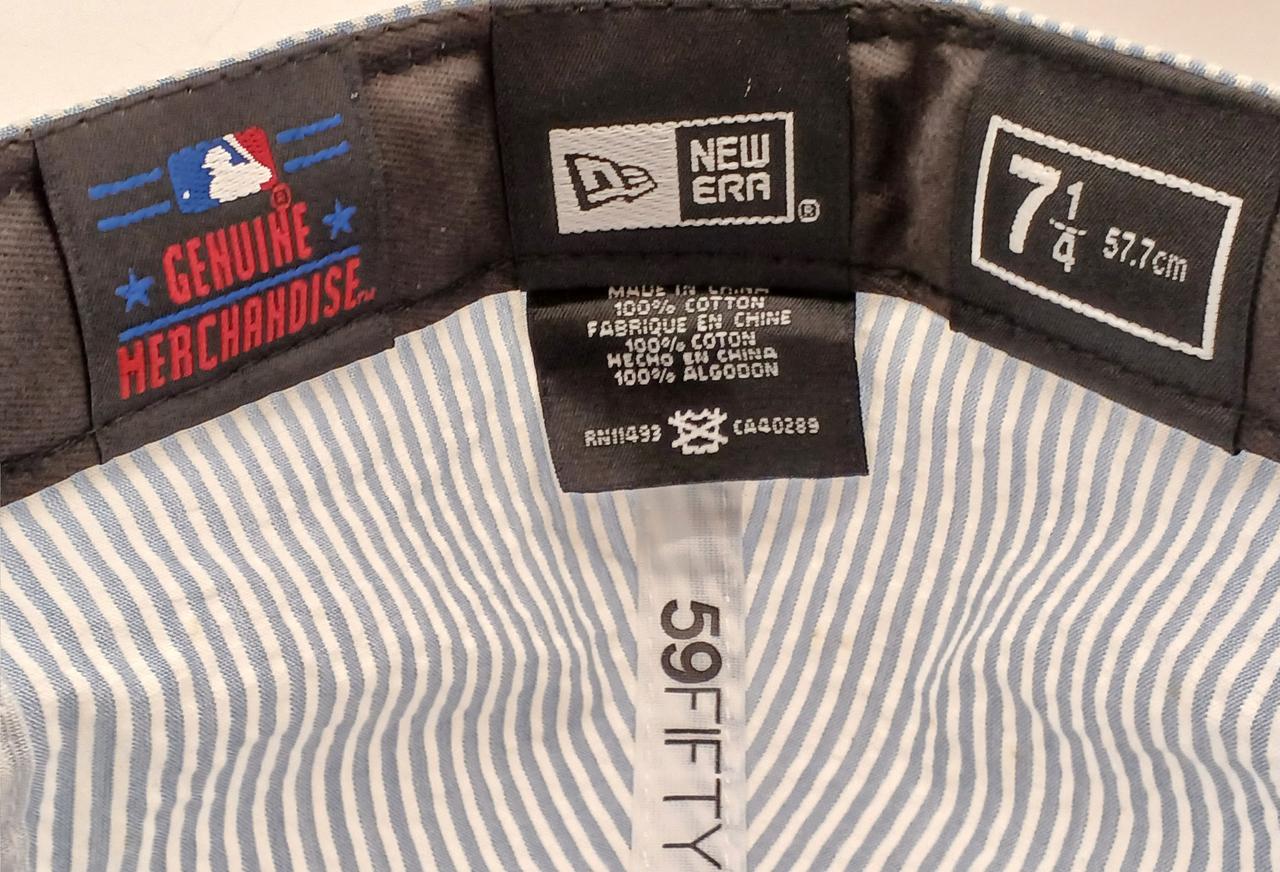 GENUINE
MERCHANDISE™
NEW
ERA®
MADE IN CHINA
100% COTTON
FABRIQUE EN CHINE
100% COTON
HECHO EN CHINA
100% ALGODON
RN11493 CA40289
7 1/4 57.7cm
59FIFTY